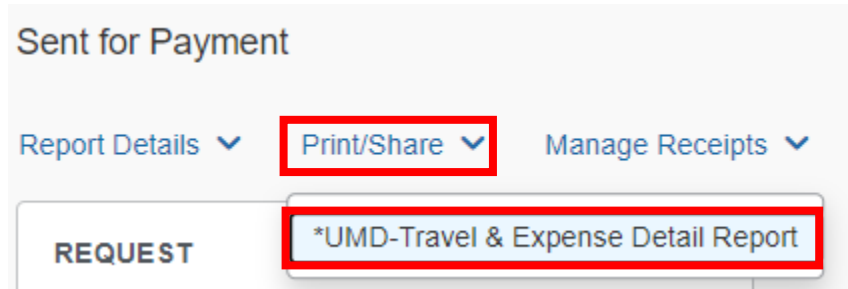 Sent for Payment
Report Details Print/Share Manage Receipts
REQUEST
*UMD-Travel & Expense Detail Report